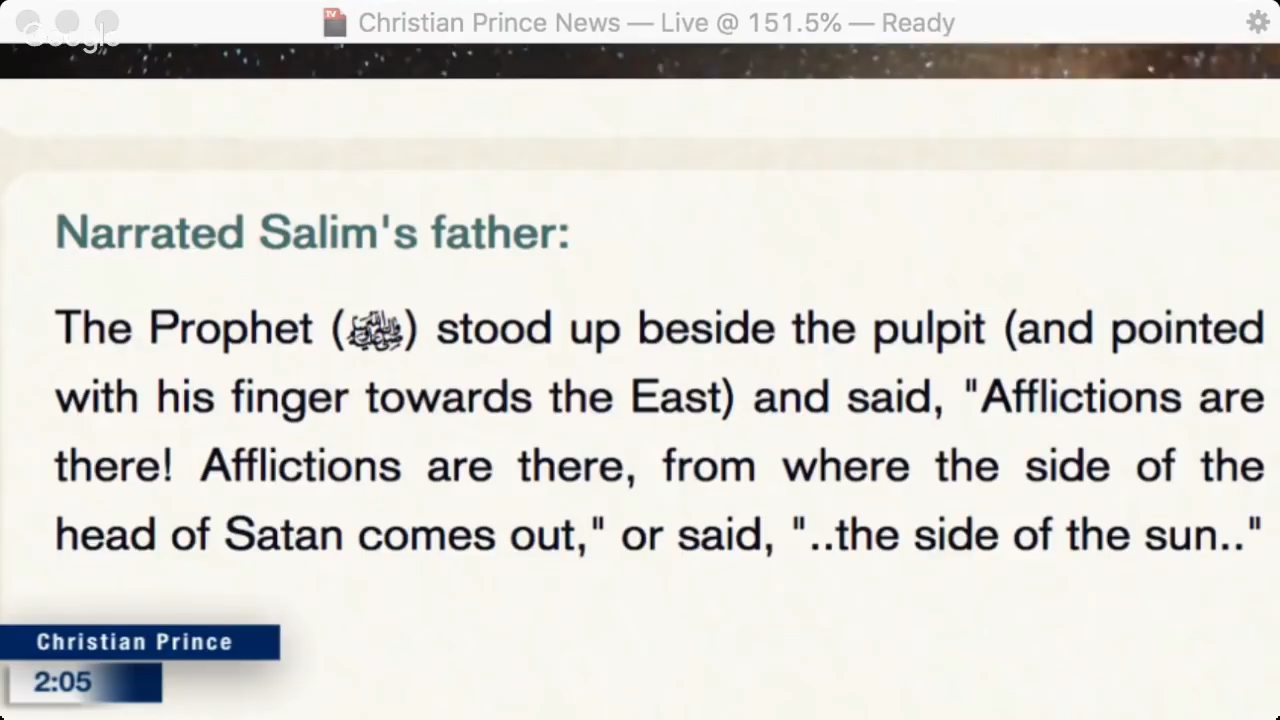 Christian Prince News — Live @ 151.5% — Ready
Google
Narrated Salim's father:
The Prophet (ﷺ) stood up beside the pulpit (and pointed
with his finger towards the East) and said, "Afflictions are
there! Afflictions are there, from where the side of the
head of Satan comes out," or said, "..the side of the sun.."
Christian Prince
2:05